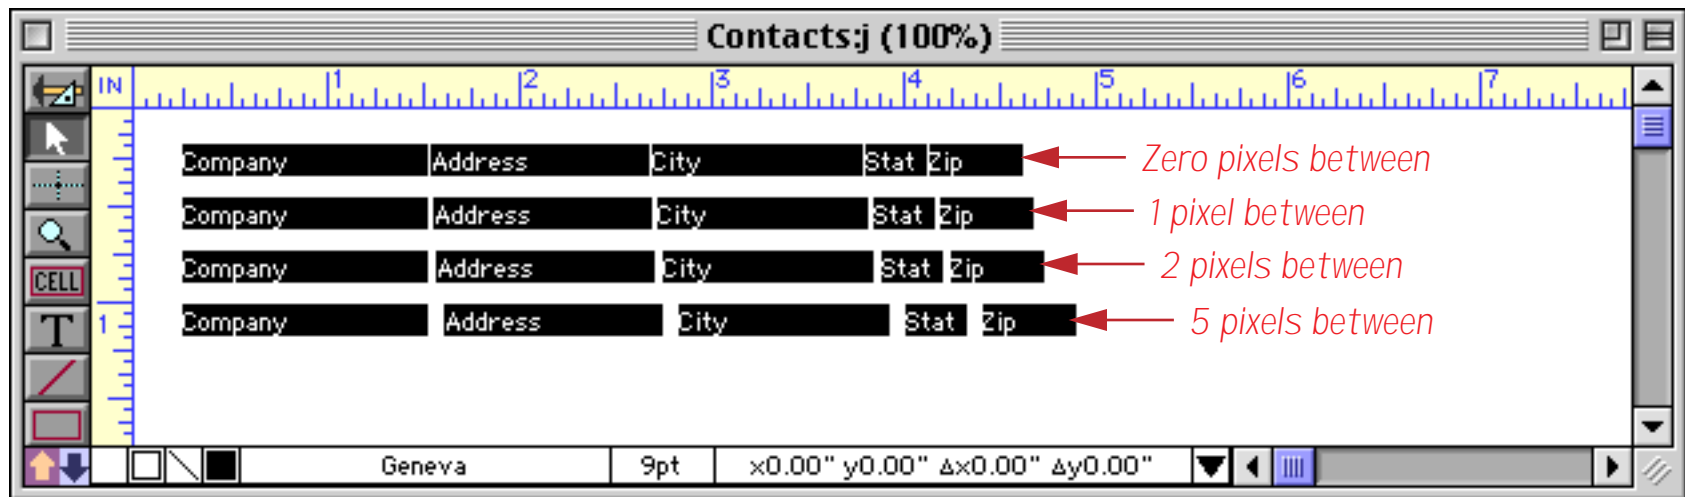 Contacts:j (100%)
IN 1 2 3 4 5 6 7
Company Address City Stat Zip Zero pixels between
Company Address City Stat Zip 1 pixel between
Company Address City Stat Zip 2 pixels between
CELL
Company Address City Stat Zip 5 pixels between
T 1
Geneva 9pt x0.00" y0.00" Δx0.00" Δy0.00"